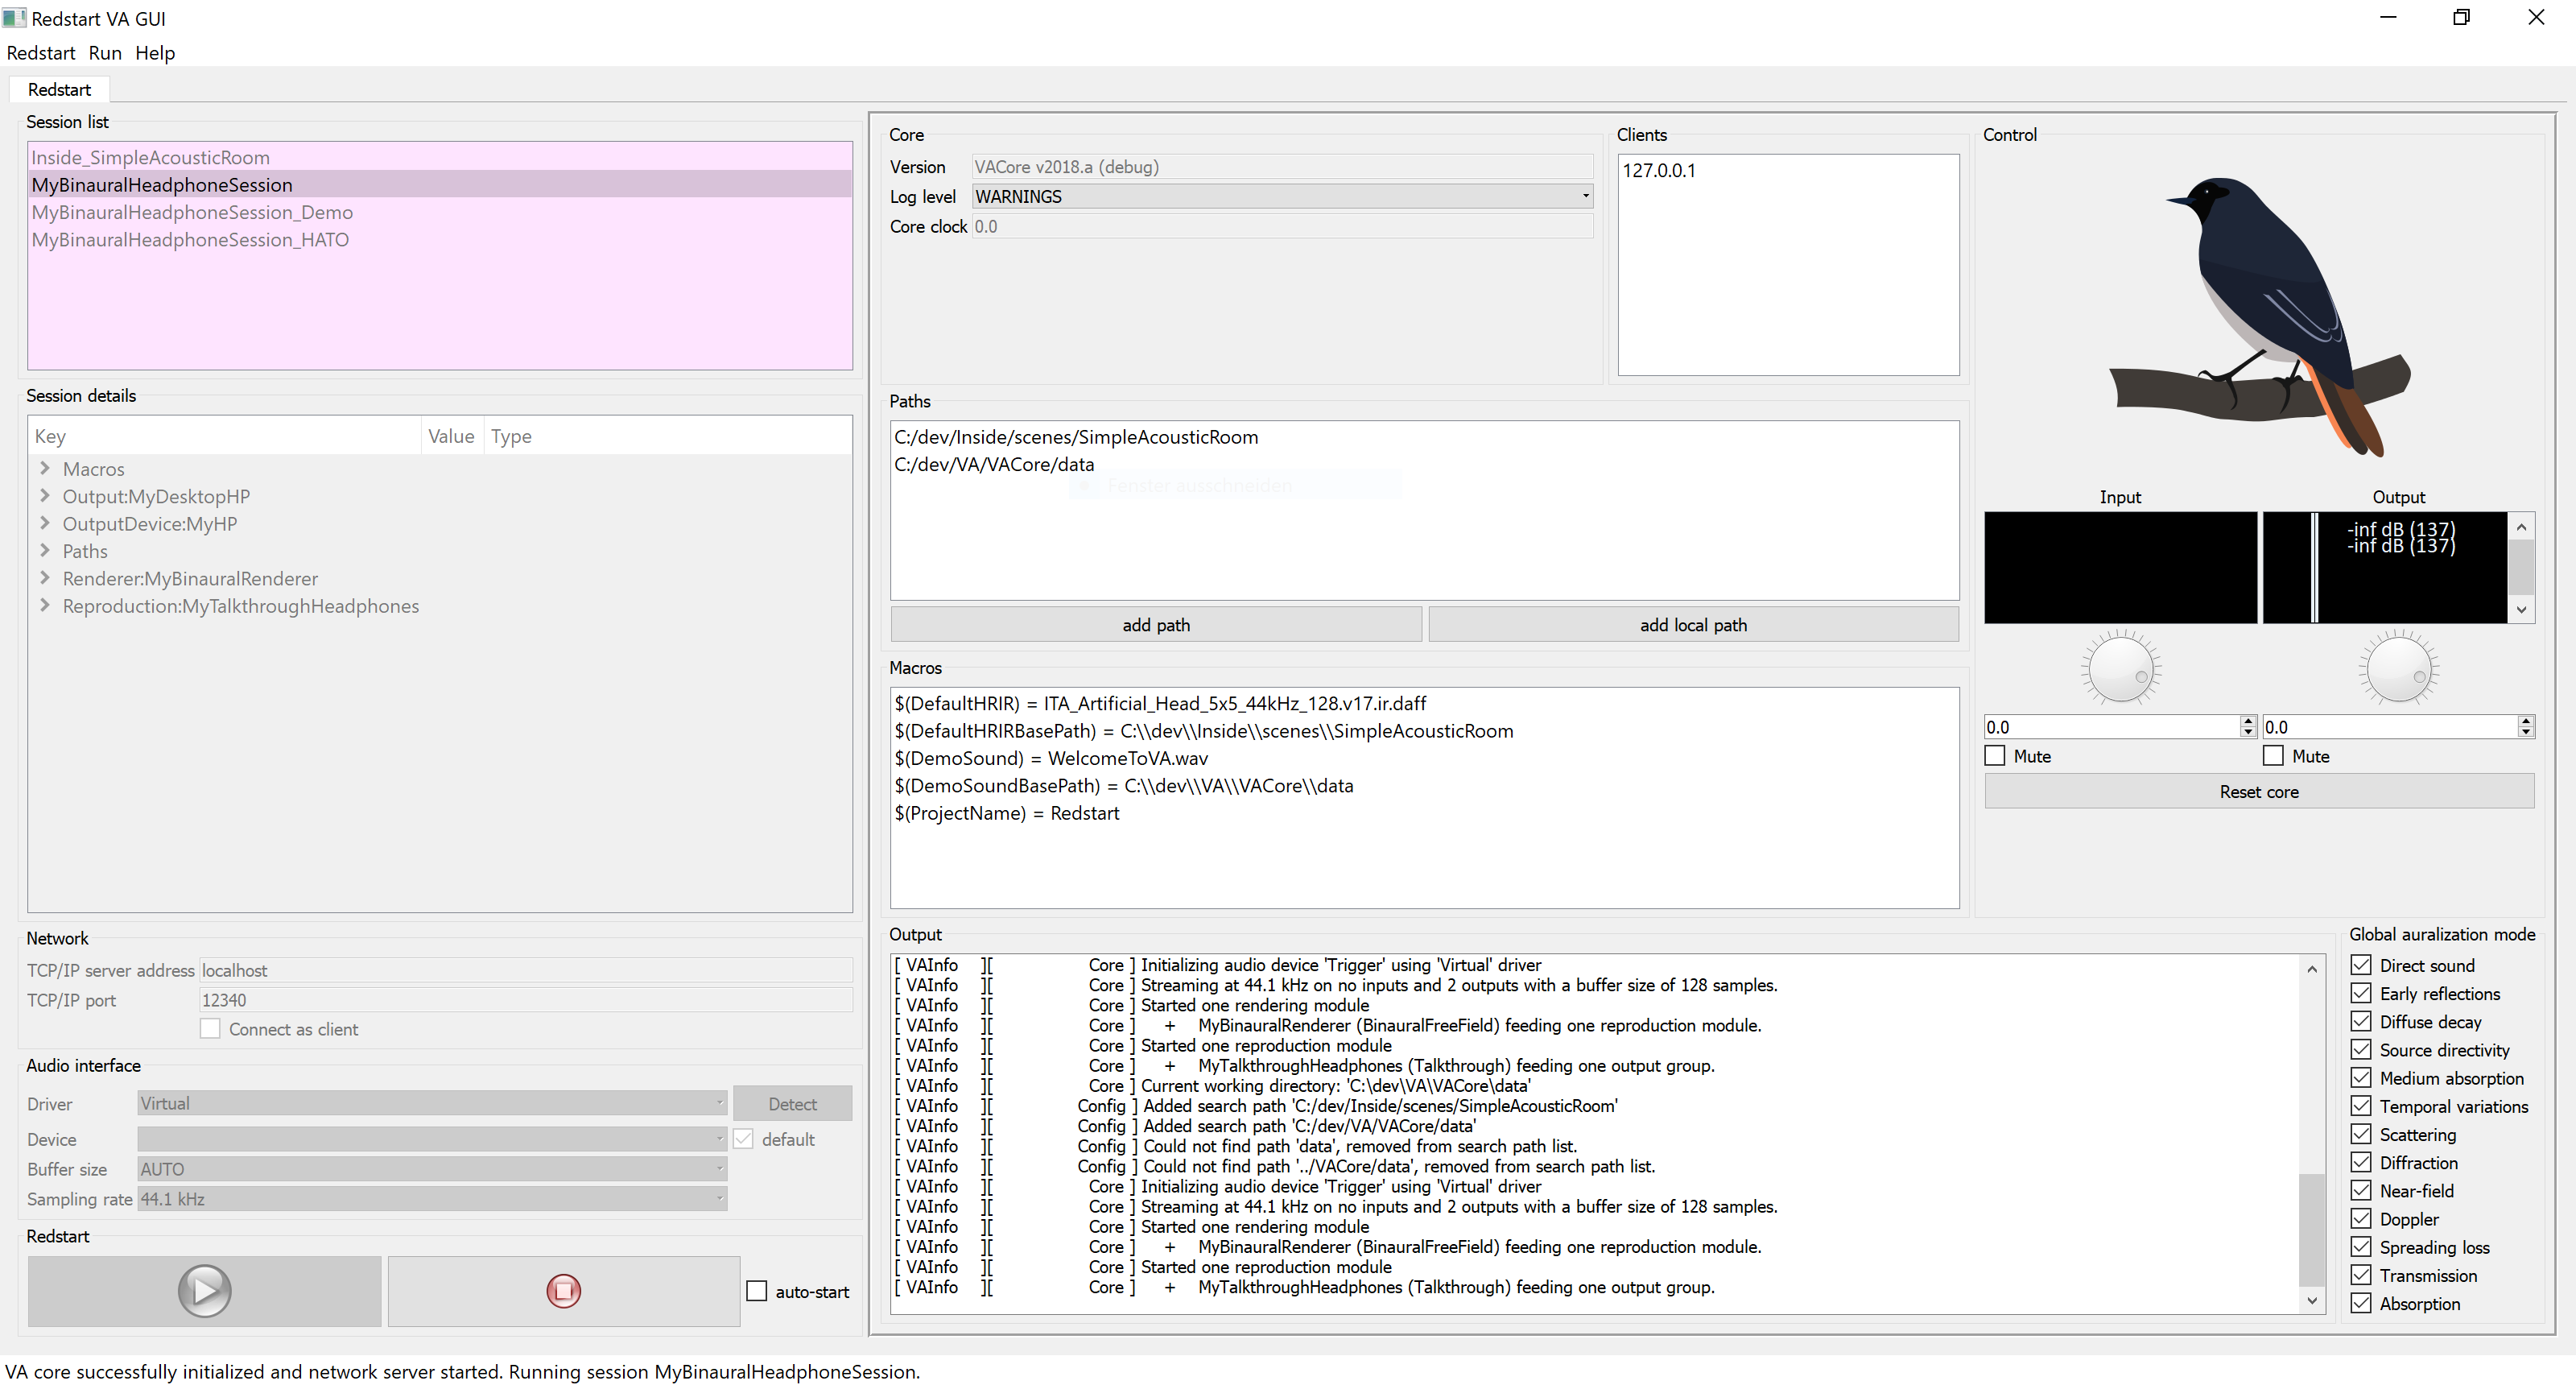 Redstart VA GUI
Redstart Run Help
Redstart
Session list
Inside_SimpleAcousticRoom
MyBinauralHeadphoneSession
MyBinauralHeadphoneSession_Demo
MyBinauralHeadphoneSession_HATO
Session details
Key Value Type
Macros
Output:MyDesktopHP
OutputDevice:MyHP
Paths
Renderer:MyBinauralRenderer
Reproduction:MyTalkthroughHeadphones
Network
TCP/IP server address localhost
TCP/IP port 12340
Connect as client
Audio interface
Driver Virtual Detect
Device default
Buffer size AUTO
Sampling rate 44.1 kHz
Redstart
auto-start
Core
Version VACore v2018.a (debug)
Log level WARNINGS
Core clock 0.0
Clients
127.0.0.1
Paths
C:/dev/Inside/scenes/SimpleAcousticRoom
C:/dev/VA/VACore/data
Fenster ausschneiden
add path add local path
Macros
$(DefaultHRIR) = ITA_Artificial_Head_5x5_44kHz_128.v17.ir.daff
$(DefaultHRIRBasePath) = C:\\dev\\Inside\\scenes\\SimpleAcousticRoom
$(DemoSound) = WelcomeToVA.wav
$(DemoSoundBasePath) = C:\\dev\\VA\\VACore\\data
$(ProjectName) = Redstart
Control
Input Output
-inf dB (137)
-inf dB (137)
0.0 0.0
Mute Mute
Reset core
Output
[ VAInfo ][ Core ] Initializing audio device 'Trigger' using 'Virtual' driver
[ VAInfo ][ Core ] Streaming at 44.1 kHz on no inputs and 2 outputs with a buffer size of 128 samples.
[ VAInfo ][ Core ] Started one rendering module
[ VAInfo ][ Core ] + MyBinauralRenderer (BinauralFreeField) feeding one reproduction module.
[ VAInfo ][ Core ] Started one reproduction module
[ VAInfo ][ Core ] + MyTalkthroughHeadphones (Talkthrough) feeding one output group.
[ VAInfo ][ Core ] Current working directory: 'C:\dev\VA\VACore\data'
[ VAInfo ][ Config ] Added search path 'C:/dev/Inside/scenes/SimpleAcousticRoom'
[ VAInfo ][ Config ] Added search path 'C:/dev/VA/VACore/data'
[ VAInfo ][ Config ] Could not find path 'data', removed from search path list.
[ VAInfo ][ Config ] Could not find path '../VACore/data', removed from search path list.
[ VAInfo ][ Core ] Initializing audio device 'Trigger' using 'Virtual' driver
[ VAInfo ][ Core ] Streaming at 44.1 kHz on no inputs and 2 outputs with a buffer size of 128 samples.
[ VAInfo ][ Core ] Started one rendering module
[ VAInfo ][ Core ] + MyBinauralRenderer (BinauralFreeField) feeding one reproduction module.
[ VAInfo ][ Core ] Started one reproduction module
[ VAInfo ][ Core ] + MyTalkthroughHeadphones (Talkthrough) feeding one output group.
Global auralization mode
Direct sound
Early reflections
Diffuse decay
Source directivity
Medium absorption
Temporal variations
Scattering
Diffraction
Near-field
Doppler
Spreading loss
Transmission
Absorption
VA core successfully initialized and network server started. Running session MyBinauralHeadphoneSession.